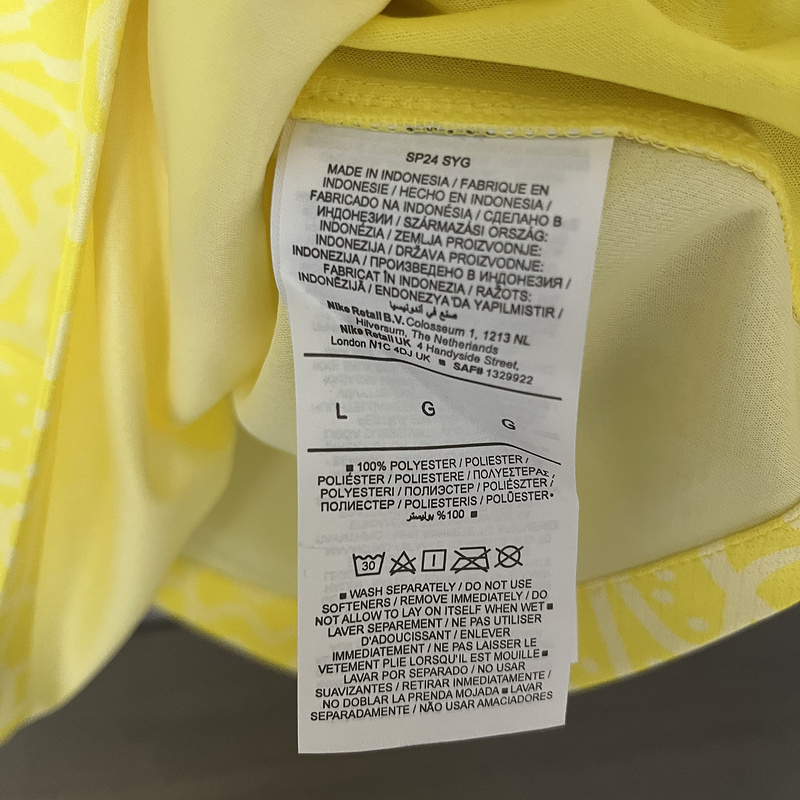 SP24 SYG
MADE IN INDONESIA / FABRIQUE EN
INDONESIE / HECHO EN INDONESIA /
FABRICADO NA INDONÉSIA / СДЕЛАНО В
ИНДОНЕЗИИ / SZÁRMAZÁSI ORSZÁG:
INDONÉZIA / ZEMLJA PROIZVODNJE:
INDONEZIJA / DRŽAVA PROIZVODNJE:
INDONEZIJA / ПРОИЗВЕДЕНО В ИНДОНЕЗИЯ /
FABRICAT ÎN INDONEZIA / RAŽOTS:
INDONĒZIJĀ / ENDONEZYA'DA YAPILMISTIR /
صنع في أندونيسيا
Nike Retail B.V. Colosseum 1, 1213 NL
Hilversum, The Netherlands
Nike Retail UK 4 Handyside Street,
London N1C 4DJ UK ■ SAF# 1329922
L G G
■ 100% POLYESTER / POLIESTER /
POLIÉSTER / POLIESTERE / ΠΟΛΥΕΣΤΕΡΑΣ /
POLYESTERI / ПОЛИЭСТЕР / POLIÉSZTER /
ПОЛИЕСТЕР / POLIESTERIS / POLÜESTER•
%100 بوليستر ■
30
■ WASH SEPARATELY / DO NOT USE
SOFTENERS / REMOVE IMMEDIATELY / DO
NOT ALLOW TO LAY ON ITSELF WHEN WET ■
LAVER SEPAREMENT / NE PAS UTILISER
D'ADOUCISSANT / ENLEVER
IMMEDIATEMENT / NE PAS LAISSER LE
VETEMENT PLIE LORSQU'IL EST MOUILLE ■
LAVAR POR SEPARADO / NO USAR
SUAVIZANTES / RETIRAR INMEDIATAMENTE /
NO DOBLAR LA PRENDA MOJADA ■ LAVAR
SEPARADAMENTE / NÃO USAR AMACIADORES